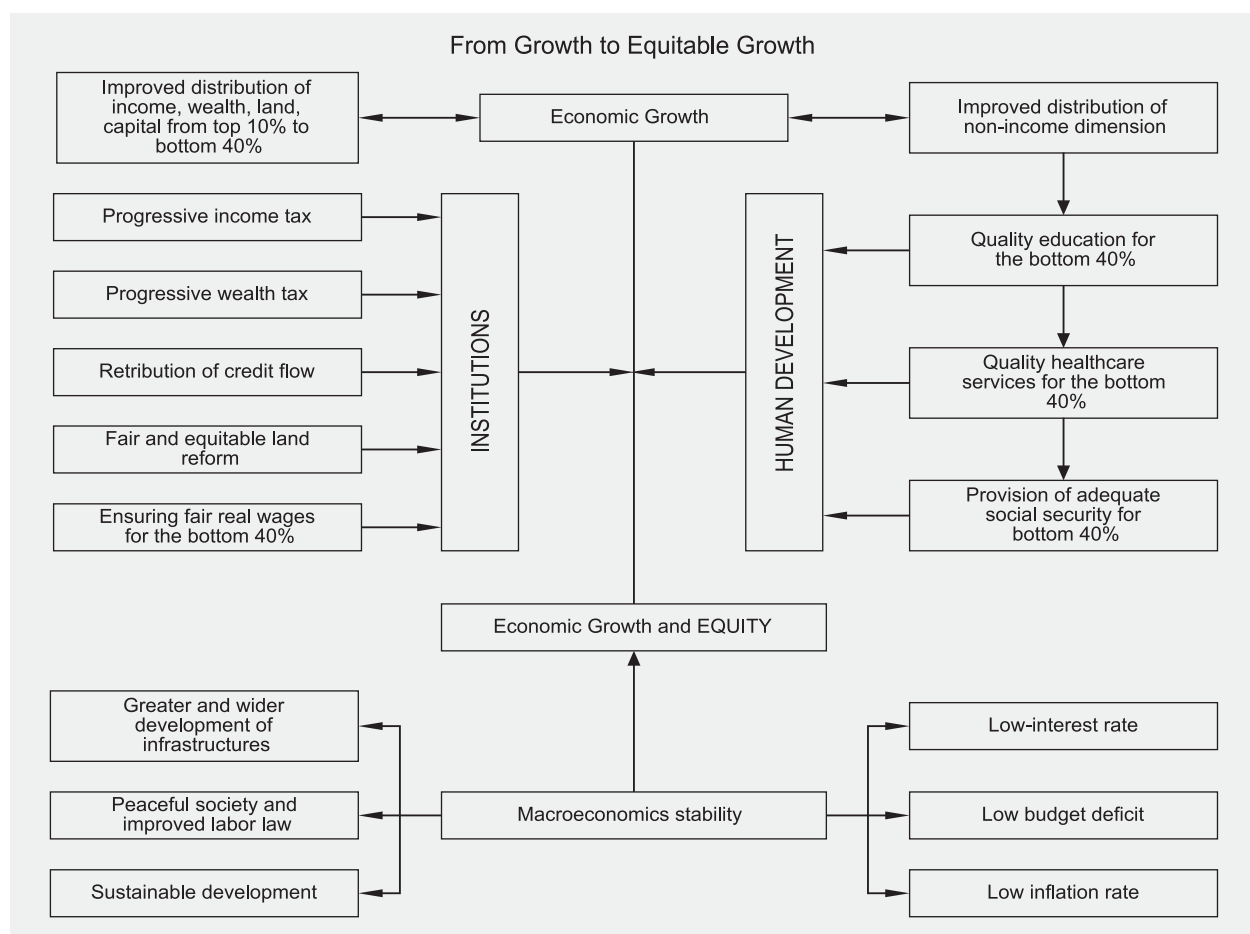 From Growth to Equitable Growth
Improved distribution of
income, wealth, land,
capital from top 10% to
bottom 40%
Economic Growth
Improved distribution of
non-income dimension
Progressive income tax
Progressive wealth tax
Retribution of credit flow
Fair and equitable land
reform
Ensuring fair real wages
for the bottom 40%
INSTITUTIONS
HUMAN DEVELOPMENT
Quality education for
the bottom 40%
Quality healthcare
services for the bottom
40%
Provision of adequate
social security for
bottom 40%
Economic Growth and EQUITY
Greater and wider
development of
infrastructures
Peaceful society and
improved labor law
Sustainable development
Macroeconomics stability
Low-interest rate
Low budget deficit
Low inflation rate